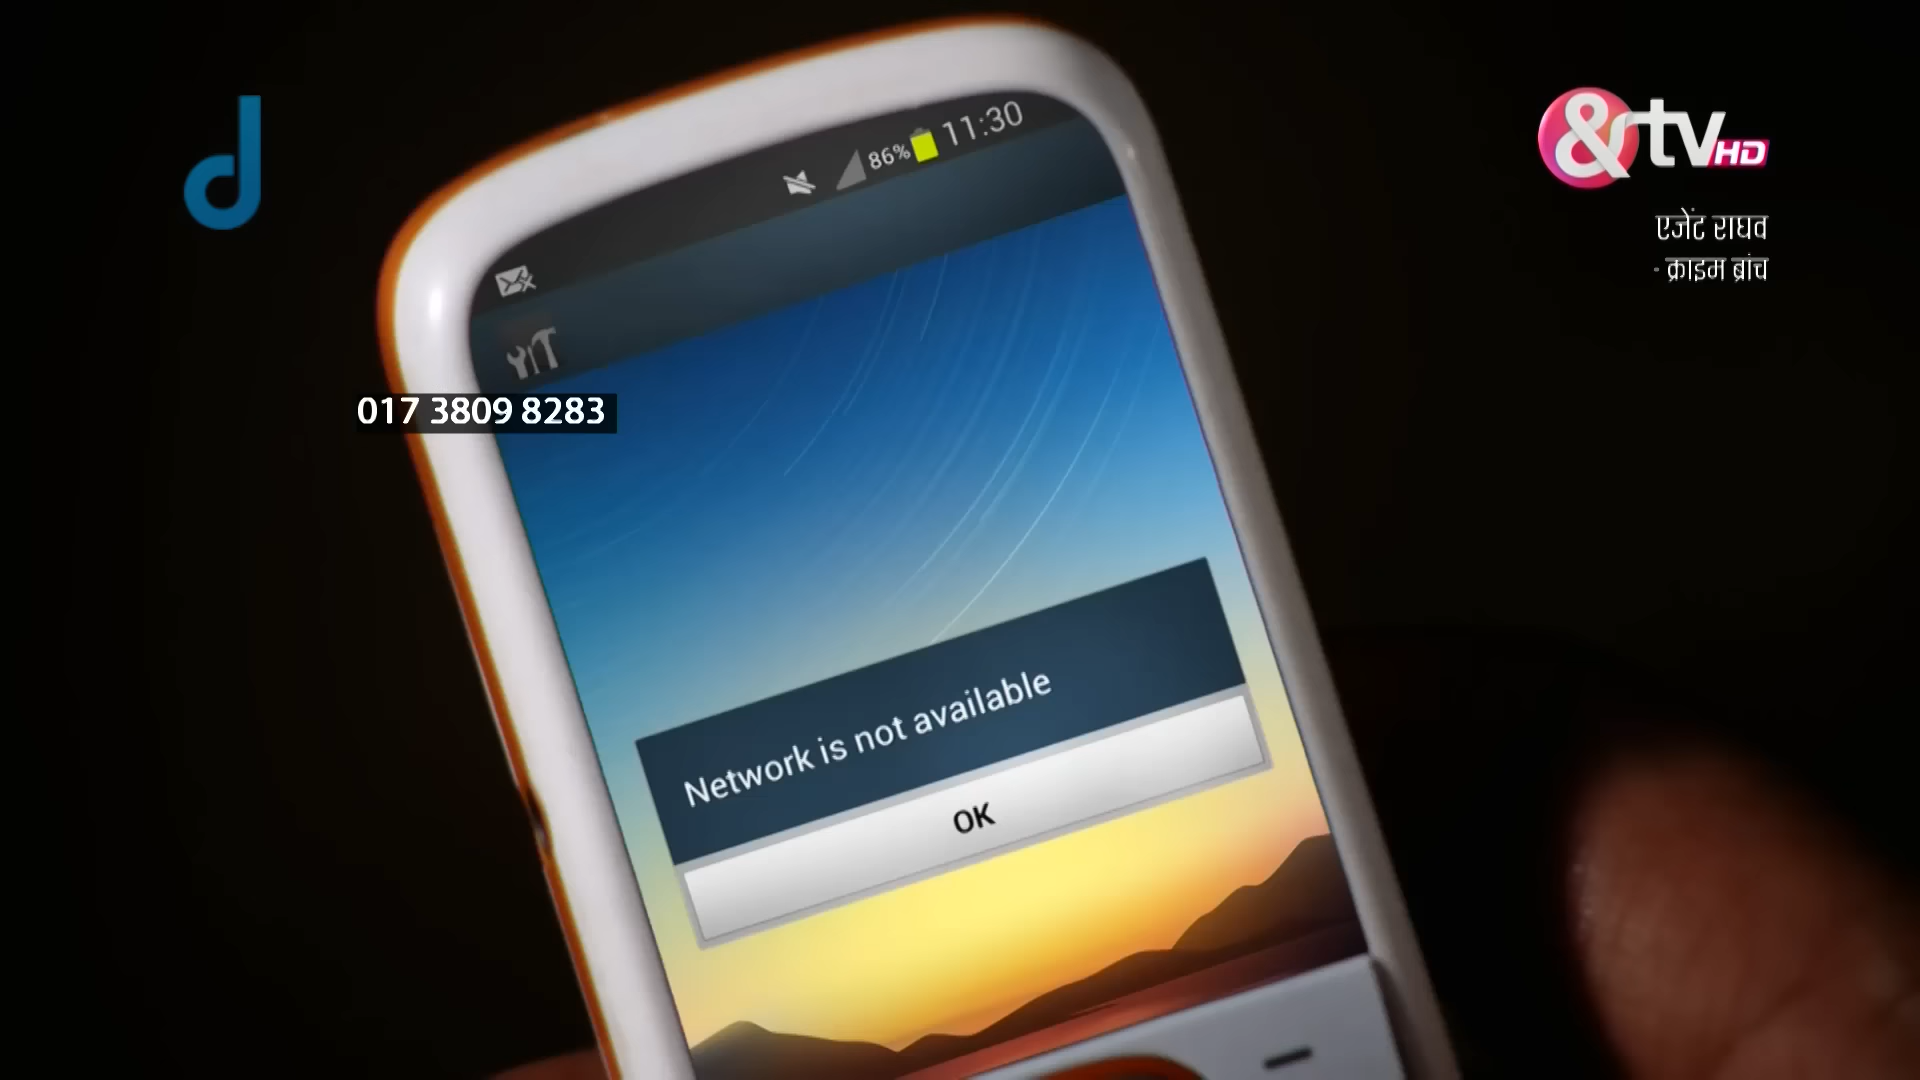 86% 11:30
&tv HD
एजेंट राघव
- क्राइम ब्रांच
017 3809 8283
Network is not available
OK